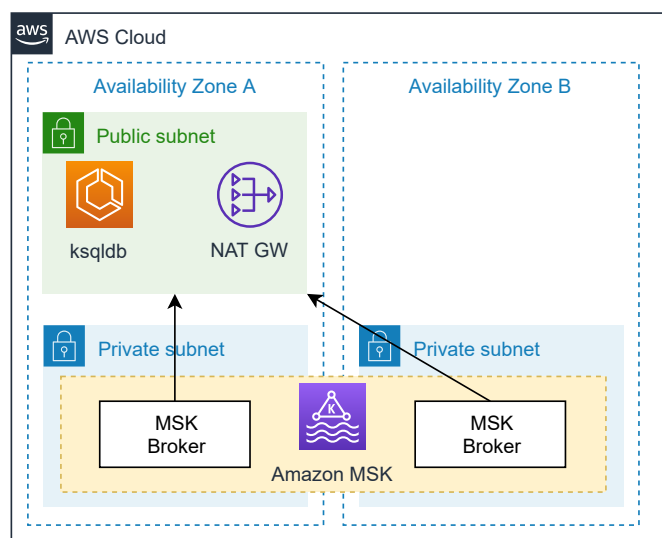 aws
AWS Cloud
Availability Zone A
Availability Zone B
Public subnet
ksqldb
NAT GW
Private subnet
Private subnet
K
MSK
Broker
MSK
Broker
Amazon MSK